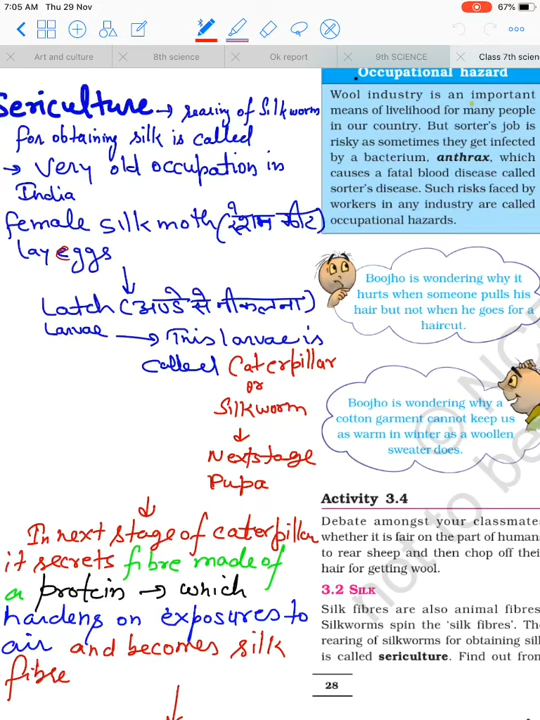 7:05 AM Thu 29 Nov
67%
Art and culture
8th science
Ok report
9th SCIENCE
Class 7th scien
Sericulture → rearing of Silkworm
for obtaining silk is called
→ Very old occupation in
India
female silk moth (रेशम कीट)
lay eggs
Latch (अण्डे से नीकलना)
Larvae → This larvae is
called Caterpillar
or
Silkworm
Next stage
Pupa
In next stage of caterpillar
it secrets fibre made of
a protein → which
hardens on exposures to
air and becomes silk
fibre
Occupational hazard
Wool industry is an important
means of livelihood for many people
in our country. But sorter's job is
risky as sometimes they get infected
by a bacterium, anthrax, which
causes a fatal blood disease called
sorter's disease. Such risks faced by
workers in any industry are called
occupational hazards.
Boojho is wondering why it
hurts when someone pulls his
hair but not when he goes for a
haircut.
Boojho is wondering why a
cotton garment cannot keep us
as warm in winter as a woollen
sweater does.
Activity 3.4
Debate amongst your classmates
whether it is fair on the part of human
to rear sheep and then chop off thei
hair for getting wool.
3.2 SILK
Silk fibres are also animal fibres
Silkworms spin the 'silk fibres'. Th
rearing of silkworms for obtaining sil
is called sericulture. Find out from
28
© NC
not to be